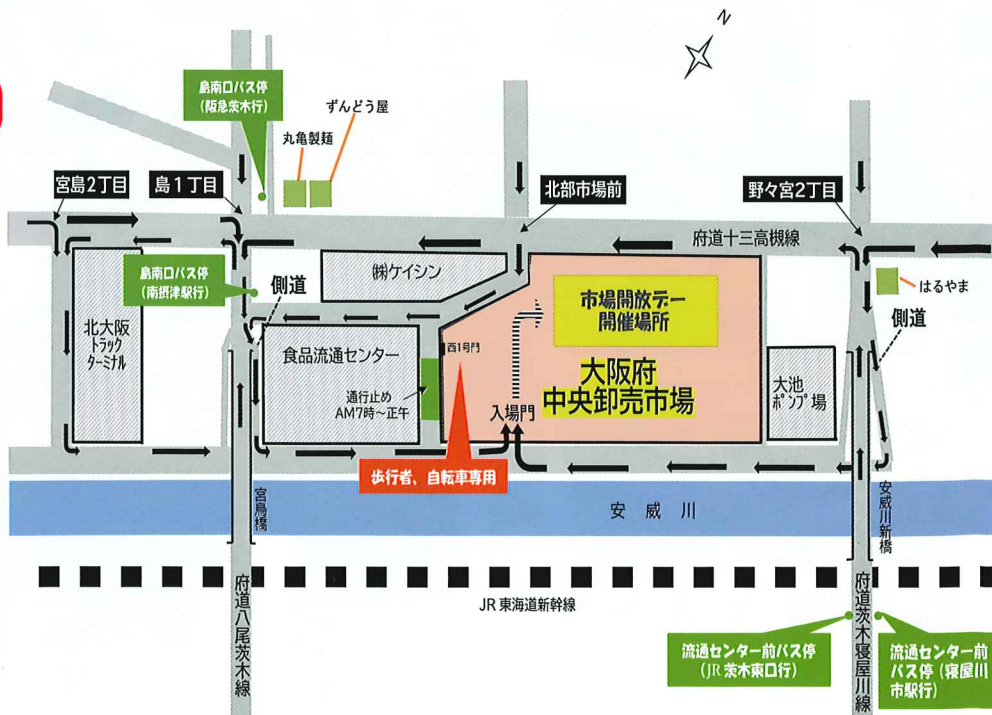 N
島南口バス停
(阪急茨木行)
ずんどう屋
丸亀製麺
宮島2丁目
島1丁目
北部市場前
野々宮2丁目
府道十三高槻線
島南口バス停
(南摂津駅行)
側道
㈱ケイシン
市場開放デー
開催場所
はるやま
側道
北大阪
トラック
ターミナル
食品流通センター
西1号門
通行止め
AM7時～正午
大阪府
中央卸売市場
入場門
大池
ポンプ場
歩行者、自転車専用
宮鳥橋
安威川
安威川新橋
JR東海道新幹線
府道八尾茨木線
府道茨木寝屋川線
流通センター前バス停
(JR 茨木東口行)
流通センター前
バス停(寝屋川
市駅行)